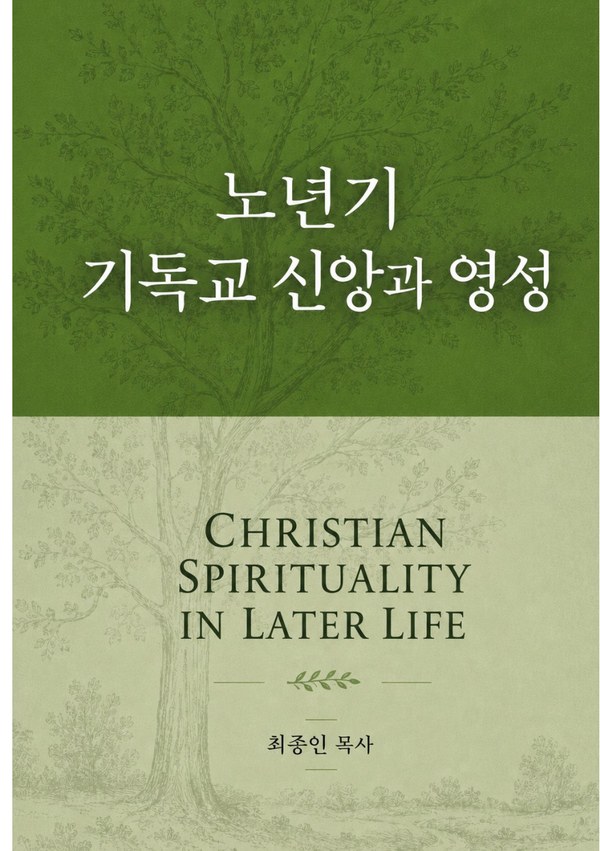 노년기
기독교 신앙과 영성
CHRISTIAN
SPIRITUALITY
IN LATER LIFE
최종인 목사